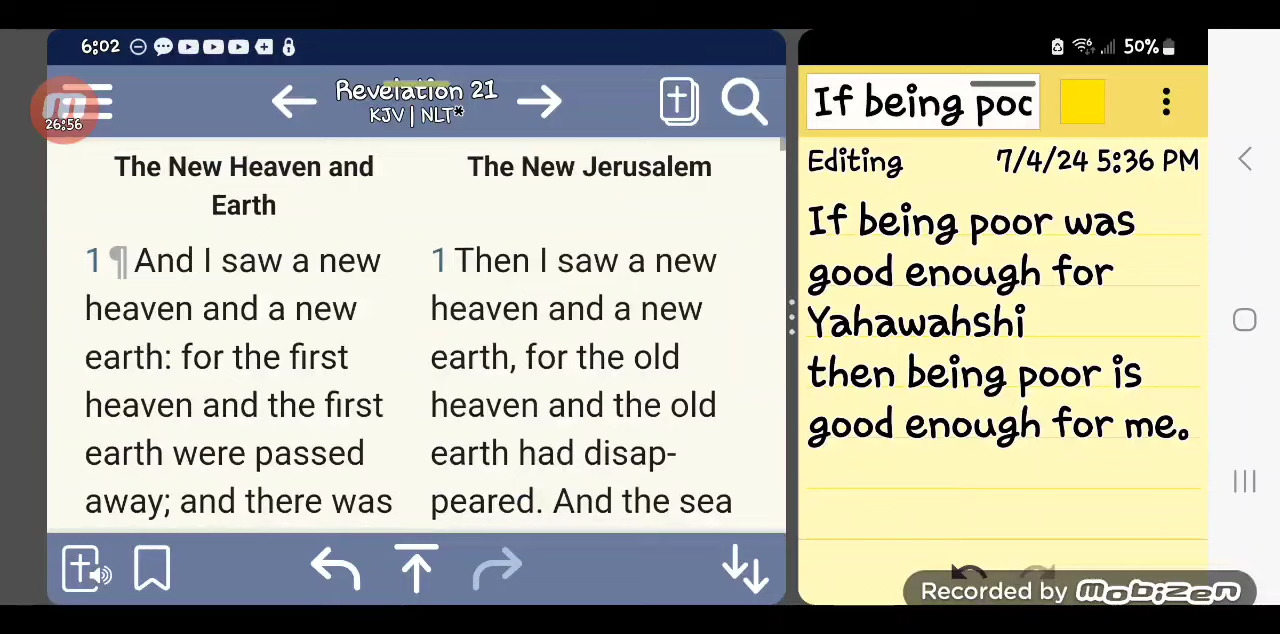 6:02
26:56
Revelation 21
KJV | NLT*
The New Heaven and
Earth
1 ¶ And I saw a new
heaven and a new
earth: for the first
heaven and the first
earth were passed
away; and there was
The New Jerusalem
1 Then I saw a new
heaven and a new
earth, for the old
heaven and the old
earth had disap-
peared. And the sea
50%
If being poo
Editing 7/4/24 5:36 PM
If being poor was
good enough for
Yahawahshi
then being poor is
good enough for me.
Recorded by mobizen